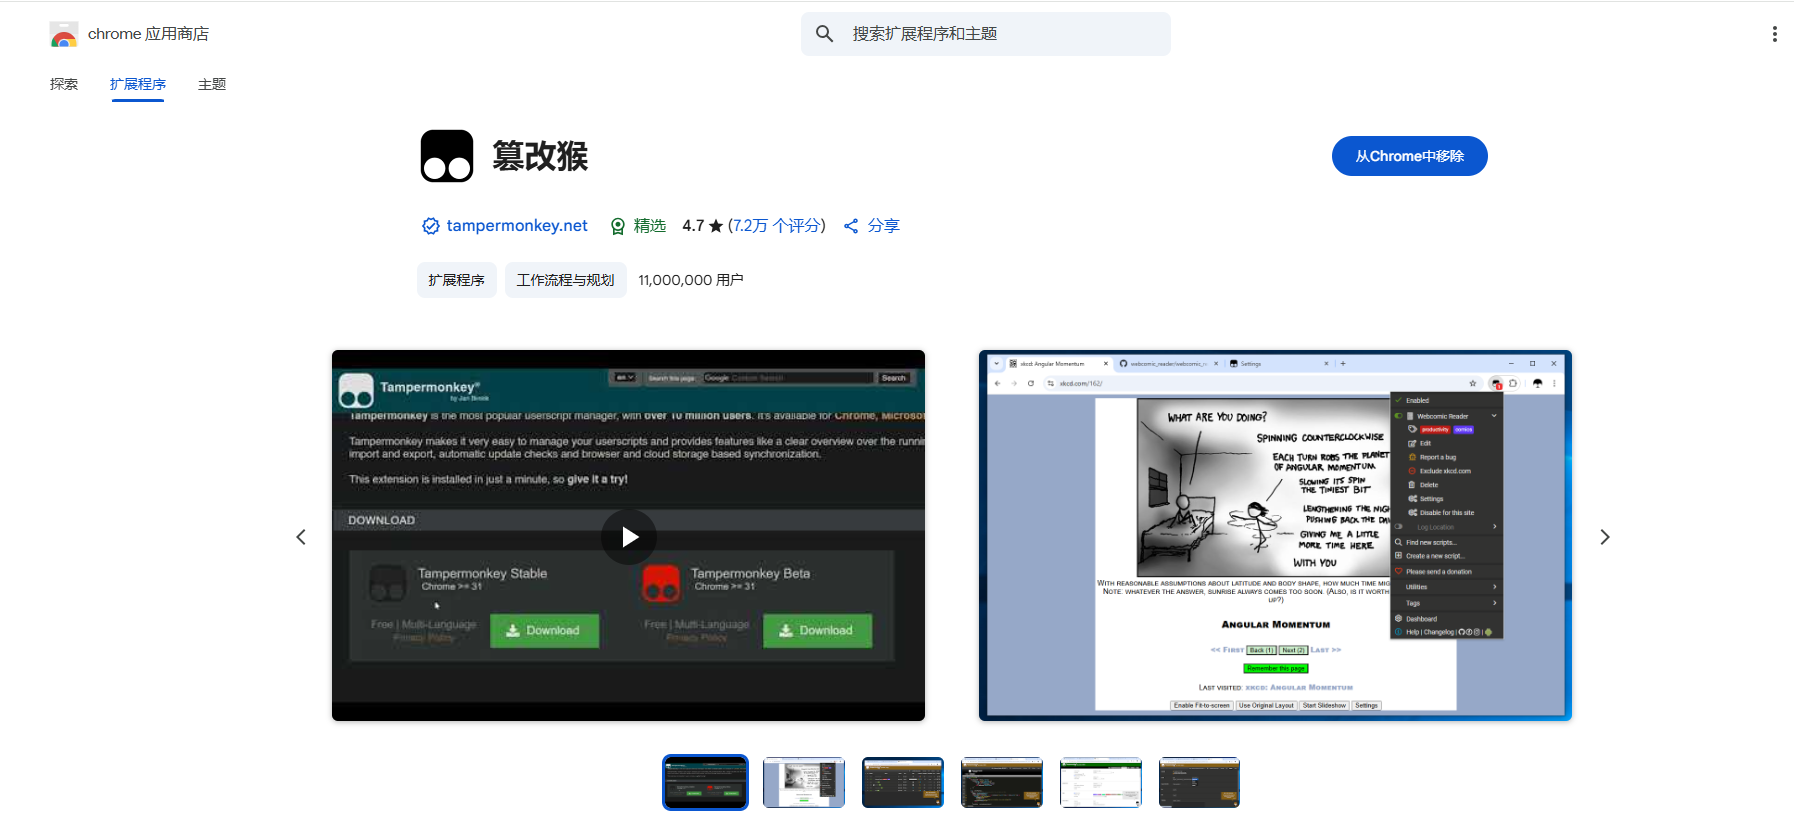 chrome 应用商店
搜索扩展程序和主题
探索
扩展程序
主题
篡改猴
从Chrome中移除
tampermonkey.net
精选
4.7 ★ (7.2万 个评分)
分享
扩展程序
工作流程与规划
11,000,000 用户
Tampermonkey®
by Jan Biniok
Search this page:
Google Custom Search
Search
Tampermonkey is the most popular userscript manager, with over 10 million users. It's available for Chrome, Microsof
Tampermonkey makes it very easy to manage your userscripts and provides features like a clear overview over the runnin
import and export, automatic update checks and browser and cloud storage based synchronization.
This extension is installed in just a minute, so give it a try!
DOWNLOAD
Tampermonkey Stable
Chrome >= 31
Free | Multi-Language
Privacy Policy
Download
Tampermonkey Beta
Chrome >= 31
Free | Multi-Language
Privacy Policy
Download
xkcd: Angular Momentum
webcomic_reader/webcomic_re
Settings
xkcd.com/162/
WHAT ARE YOU DOING?
SPINNING COUNTERCLOCKWISE
EACH TURN ROBS THE PLANET
OF ANGULAR MOMENTUM
SLOWING ITS SPIN
THE TINIEST BIT
LENGTHENING THE NIGH
PUSHING BACK THE DA
GIVING ME A LITTLE
MORE TIME HERE
WITH YOU
With reasonable assumptions about latitude and body shape, how much time mig
Note: whatever the answer, sunrise always comes too soon. (Also, is it worth
up?)
Angular Momentum
<< First
Back (1)
Next (2)
Last >>
Remember this page
Last visited: xkcd: Angular Momentum
Enable Fit-to-screen
Use Original Layout
Start Slideshow
Settings
Enabled
Webcomic Reader
productivity
comics
Edit
Report a bug
Exclude xkcd.com
Delete
Settings
Disable for this site
Log Location
Find new scripts...
Create a new script...
Please send a donation
Utilities
Tags
Dashboard
Help | Changelog |